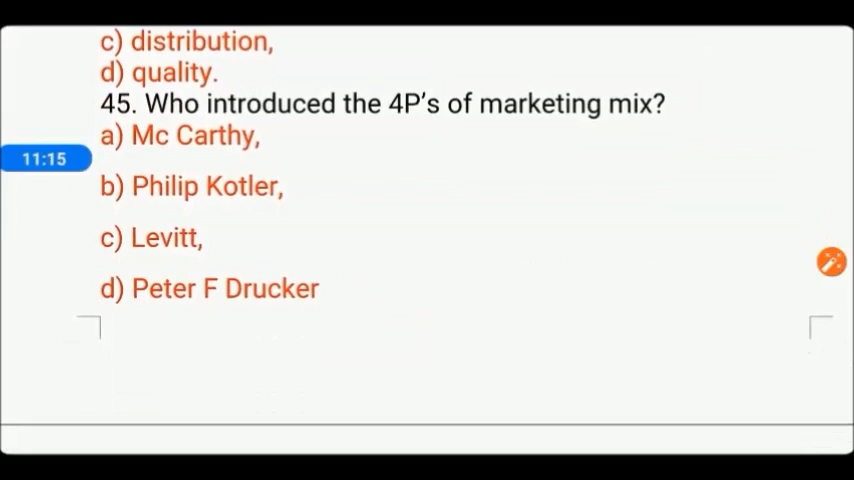 c) distribution,
d) quality.
45. Who introduced the 4P's of marketing mix?
a) Mc Carthy,
11:15
b) Philip Kotler,
c) Levitt,
d) Peter F Drucker